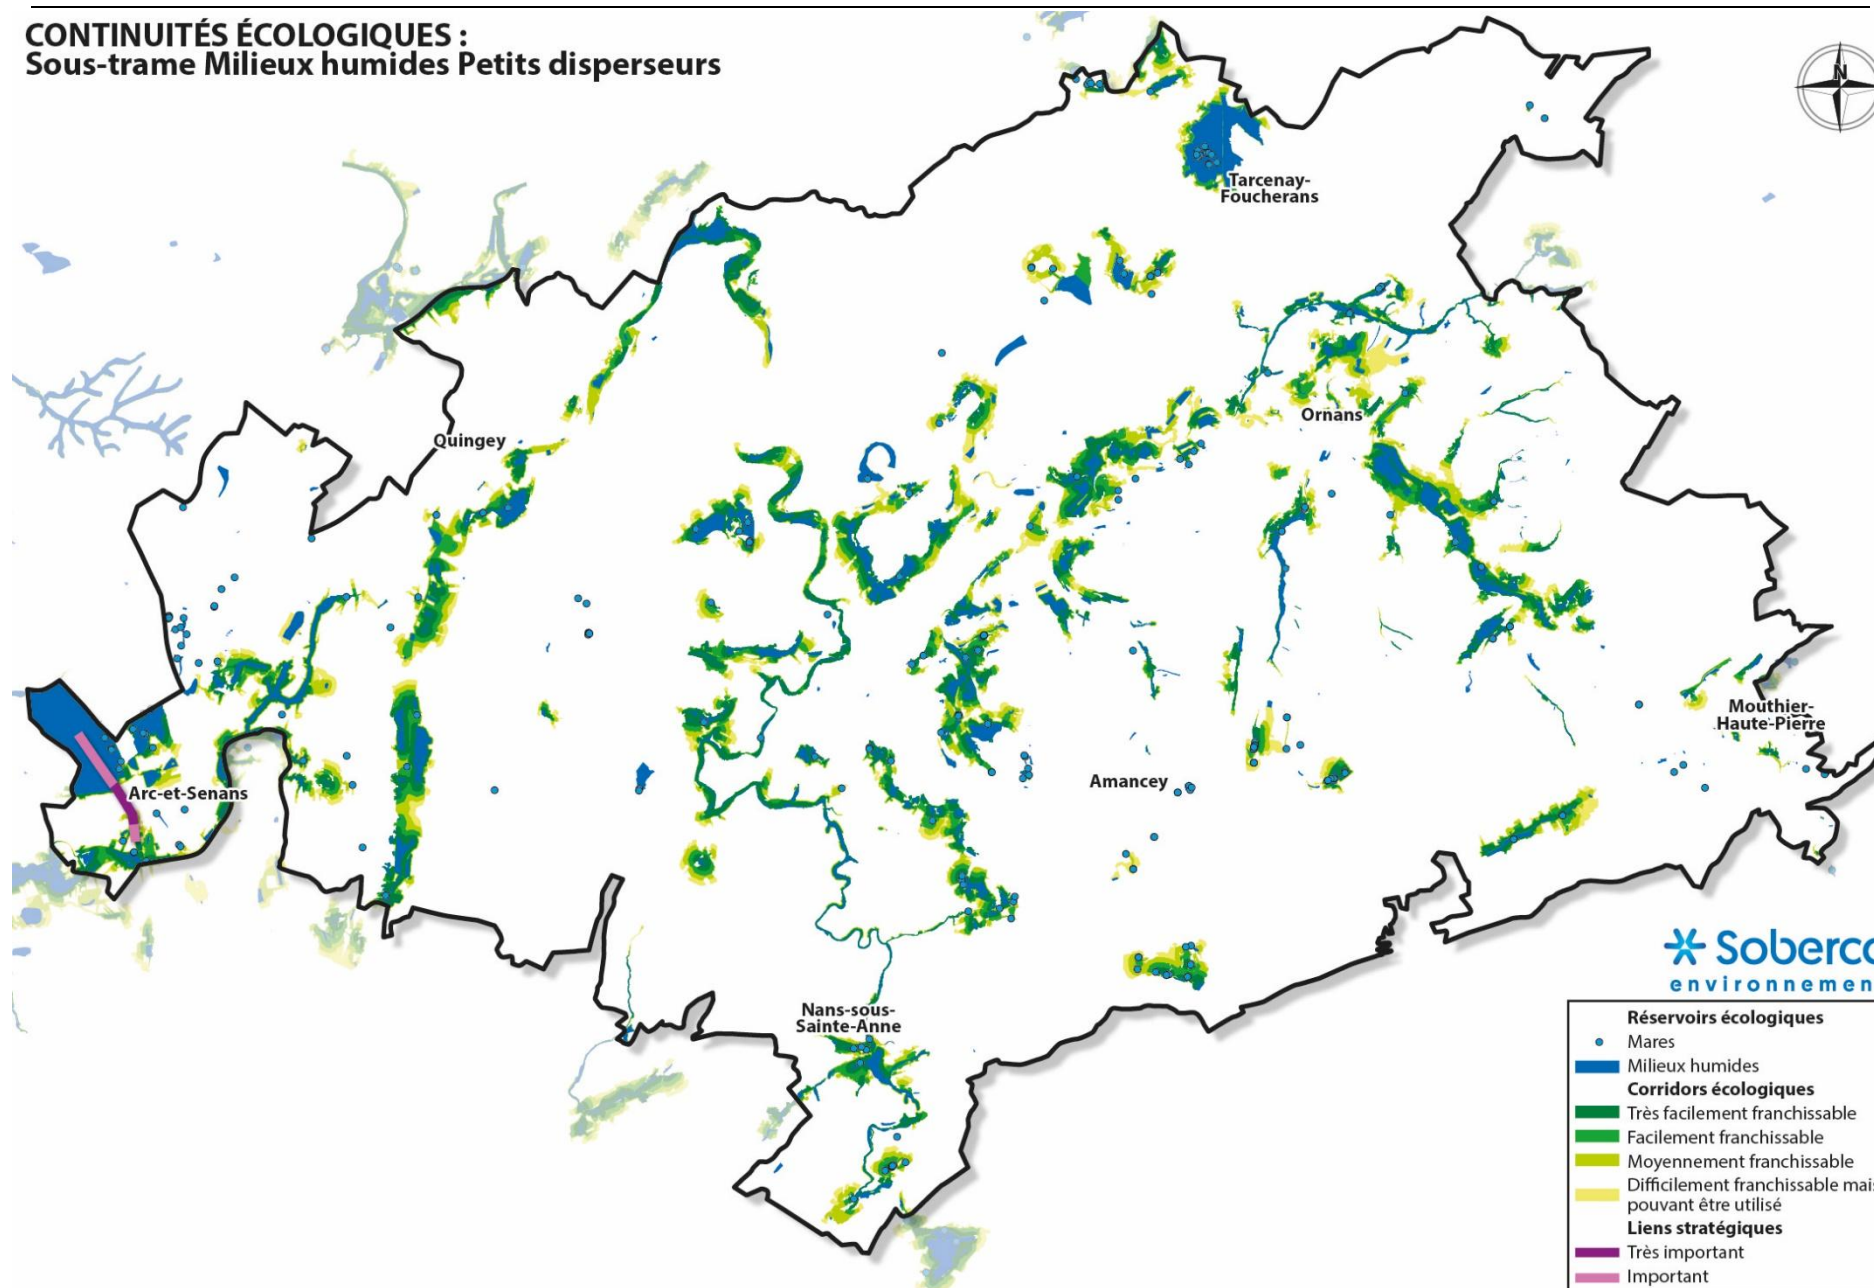 CONTINUITÉS ÉCOLOGIQUES :
Sous-trame Milieux humides Petits disperseurs
N
Tarcenay-
Foucherans
Ornans
Quingey
Mouthier-
Haute-Pierre
Arc-et-Senans
Amancey
Nans-sous-
Sainte-Anne
Soberco
environnemen
Réservoirs écologiques
Mares
Milieux humides
Corridors écologiques
Très facilement franchissable
Facilement franchissable
Moyennement franchissable
Difficilement franchissable mais
pouvant être utilisé
Liens stratégiques
Très important
Important